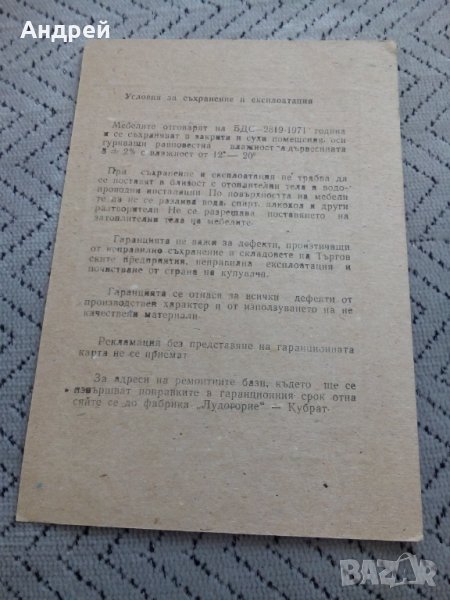 Андрей
Условия за съхранение и експлоатация
Мебелите отговарят на БДС—2819-1971 година
и се съхраняват в закрити и сухи помещения, оси
гуряващи равновестна влажност на дървесината
8 ± 2% с влажност от 12° — 20°
При съхранение и експлоатация не трябва да
се поставят в близост с отоплителни тела и водо-
проводни инсталации. По повърхността на мебели
те да не се разлива вода, спирт, алкохол и други
разтворители. Не се разрешава поставянето на
затоплителни тела на мебелите.
Гаранцията не важи за дефекти, произтичащи
от неправилно съхранение и складовете на Търгов
ските предприятия, неправилна експлоатация и
почистване от страна на купувача.
Гаранцията се отнася за всички дефекти от
производствен характер и от използването на не
качествени материали.
Рекламации без представяне на гаранционната
карта не се приемат
За адреси на ремонтните бази, където ще се
извършват поправките в гаранционния срок отна
сяйте се до фабрика „Лудогорие“ — Кубрат.
BAZAR